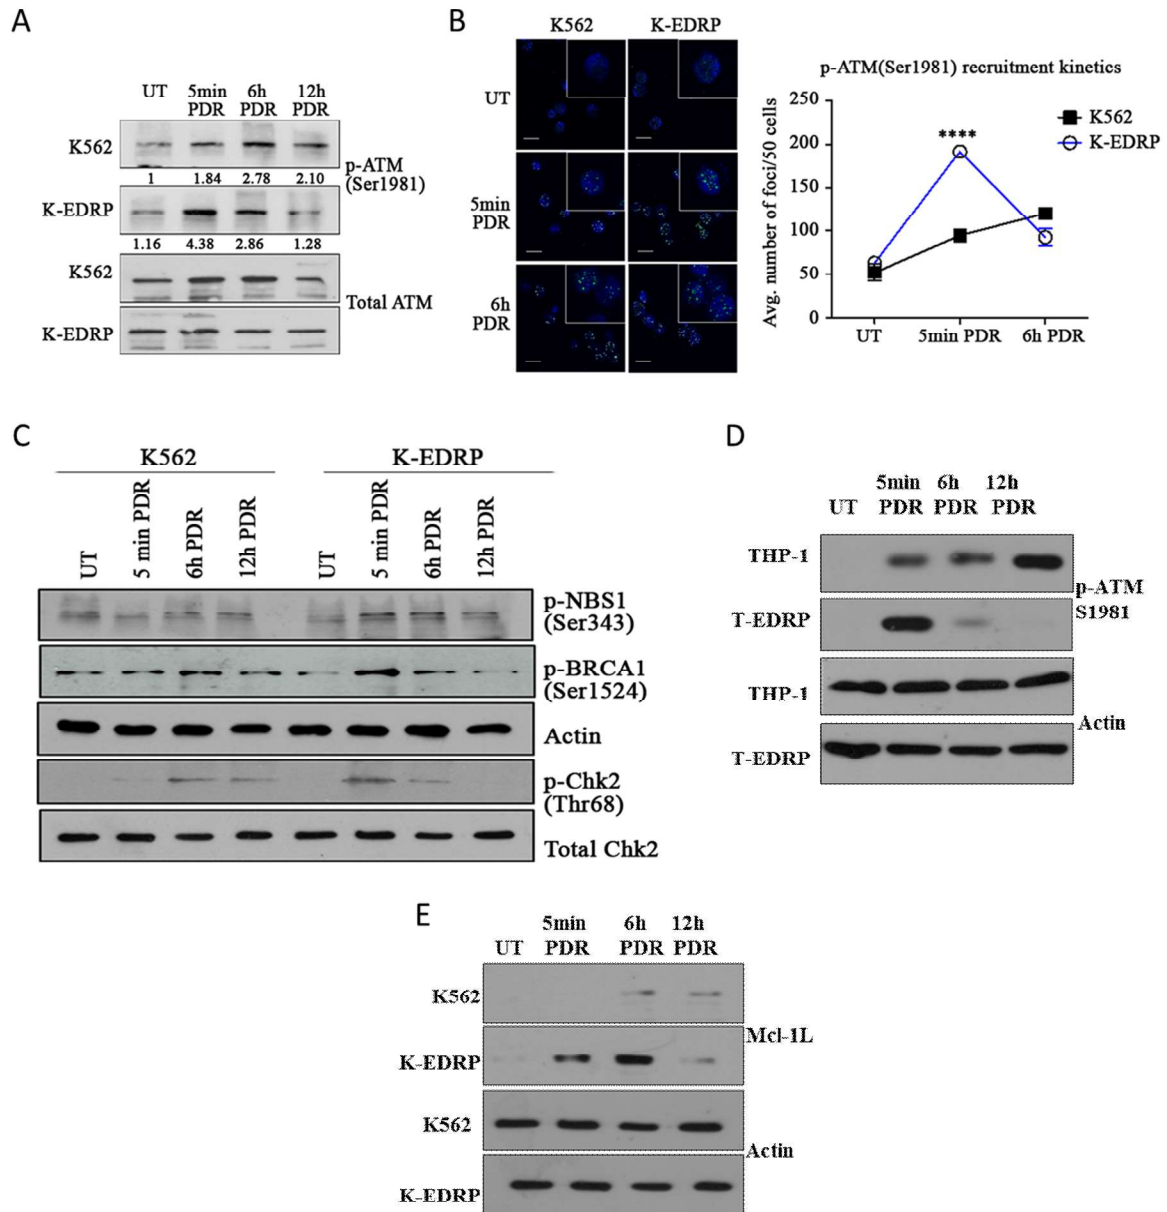 A
UT 5min PDR 6h PDR 12h PDR
K562
p-ATM (Ser1981)
1 1.84 2.78 2.10
K-EDRP
1.16 4.38 2.86 1.28
K562
Total ATM
K-EDRP
B
K562 K-EDRP
UT
5min PDR
6h PDR
p-ATM(Ser1981) recruitment kinetics
Avg. number of foci/50 cells
250
200
150
100
50
0
****
K562
K-EDRP
UT 5min PDR 6h PDR
C
K562 K-EDRP
UT 5 min PDR 6h PDR 12h PDR UT 5 min PDR 6h PDR 12h PDR
p-NBS1
(Ser343)
p-BRCA1
(Ser1524)
Actin
p-Chk2
(Thr68)
Total Chk2
D
5min 6h 12h
UT PDR PDR PDR
THP-1
p-ATM
S1981
T-EDRP
THP-1
Actin
T-EDRP
E
5min 6h 12h
UT PDR PDR PDR
K562
Mcl-1L
K-EDRP
K562
Actin
K-EDRP